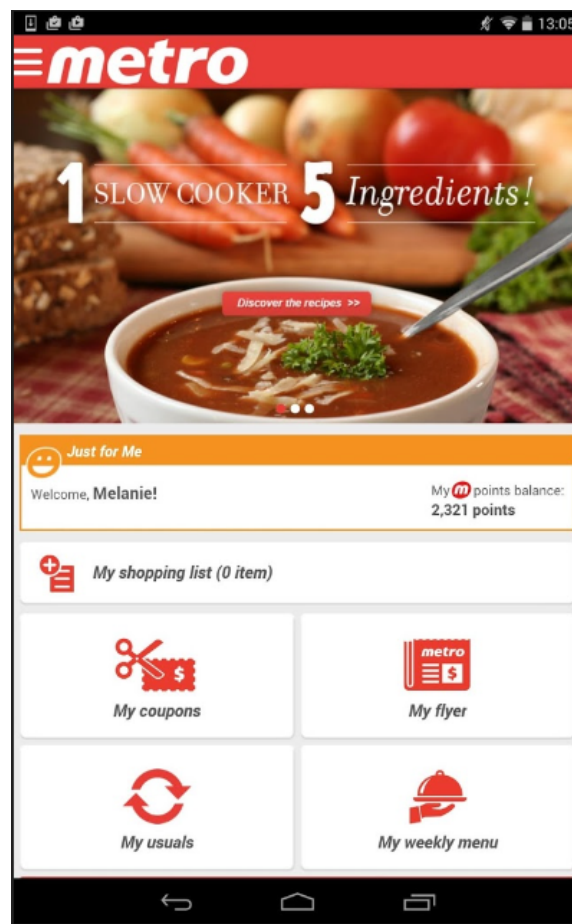 13:05
metro
1 SLOW COOKER 5 Ingredients!
Discover the recipes >>
Just for Me
Welcome, Melanie!
My m points balance:
2,321 points
My shopping list (0 item)
$
My coupons
metro
$
My flyer
My usuals
My weekly menu